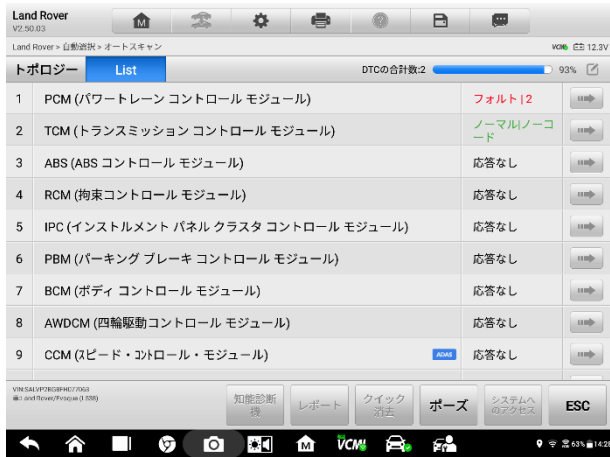 Land Rover
V2.50.03
Land Rover > 自動選択 > オートスキャン
VCMI 12.3V
トポロジー List DTCの合計数:2 93%
1 PCM (パワートレーン コントロール モジュール) フォルト | 2
2 TCM (トランスミッション コントロール モジュール) ノーマル|ノーコ
ード
3 ABS (ABS コントロール モジュール) 応答なし
4 RCM (拘束コントロール モジュール) 応答なし
5 IPC (インストルメント パネル クラスタ コントロール モジュール) 応答なし
6 PBM (パーキング ブレーキ コントロール モジュール) 応答なし
7 BCM (ボディ コントロール モジュール) 応答なし
8 AWDCM (四輪駆動コントロール モジュール) 応答なし
9 CCM (スピード・コントロール・モジュール) ADAS 応答なし
VIN:SALVP2BG8FH077063
Land Rover/Evoque (L538)
知能診断
機
レポート
クイック
消去
ポーズ
システムへ
のアクセス
ESC
VCMI 63% 14:28